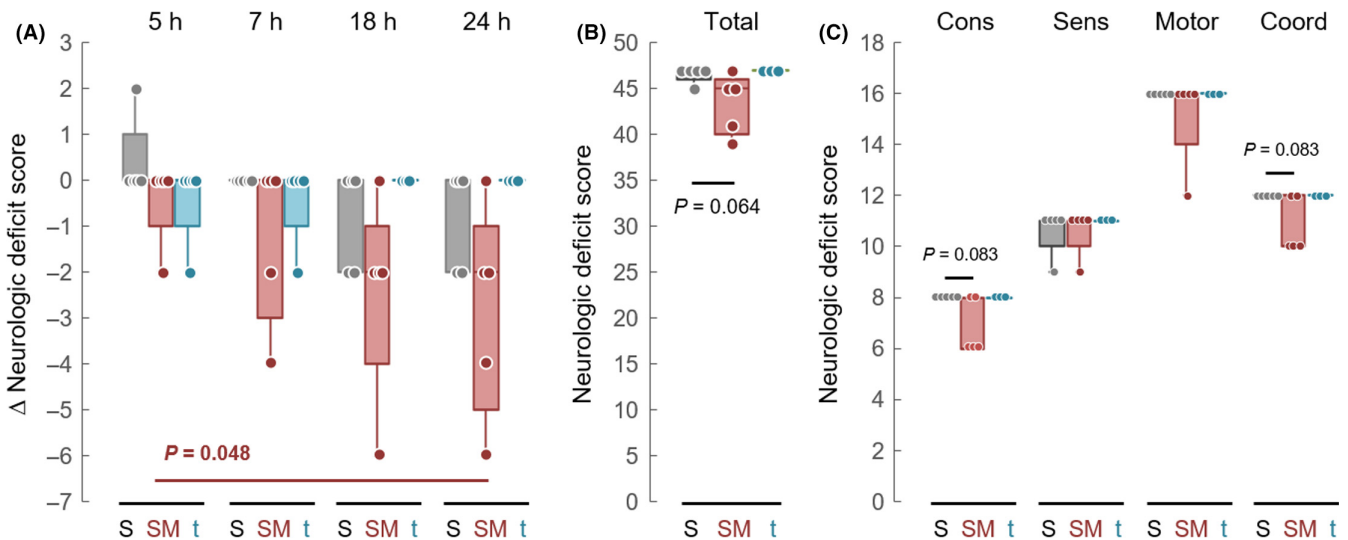 (A) 5 h 7 h 18 h 24 h
Δ Neurologic deficit score
3
2
1
0
–1
–2
–3
–4
–5
–6
–7
P = 0.048
S SM t S SM t S SM t S SM t
(B) Total
Neurologic deficit score
50
45
40
35
30
25
20
15
10
5
0
P = 0.064
S SM t
(C) Cons Sens Motor Coord
Neurologic deficit score
18
16
14
12
10
8
6
4
2
0
P = 0.083
P = 0.083
S SM t S SM t S SM t S SM t